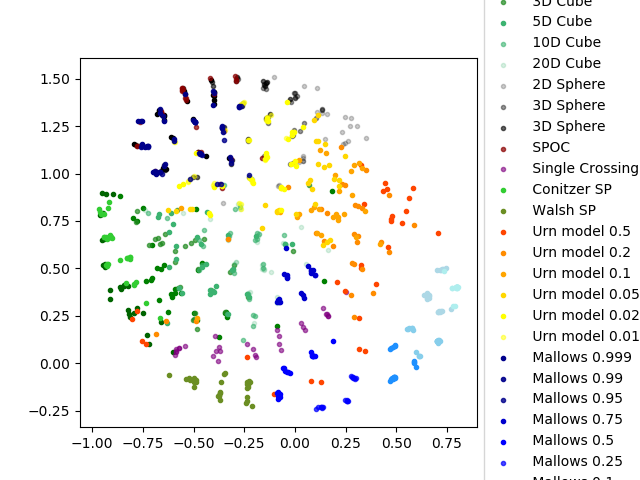 3D Cube
5D Cube
10D Cube
20D Cube
2D Sphere
3D Sphere
3D Sphere
SPOC
Single Crossing
Conitzer SP
Walsh SP
Urn model 0.5
Urn model 0.2
Urn model 0.1
Urn model 0.05
Urn model 0.02
Urn model 0.01
Mallows 0.999
Mallows 0.99
Mallows 0.95
Mallows 0.75
Mallows 0.5
Mallows 0.25
Mallows 0.1
1.50
1.25
1.00
0.75
0.50
0.25
0.00
−0.25
−1.00 −0.75 −0.50 −0.25 0.00 0.25 0.50 0.75